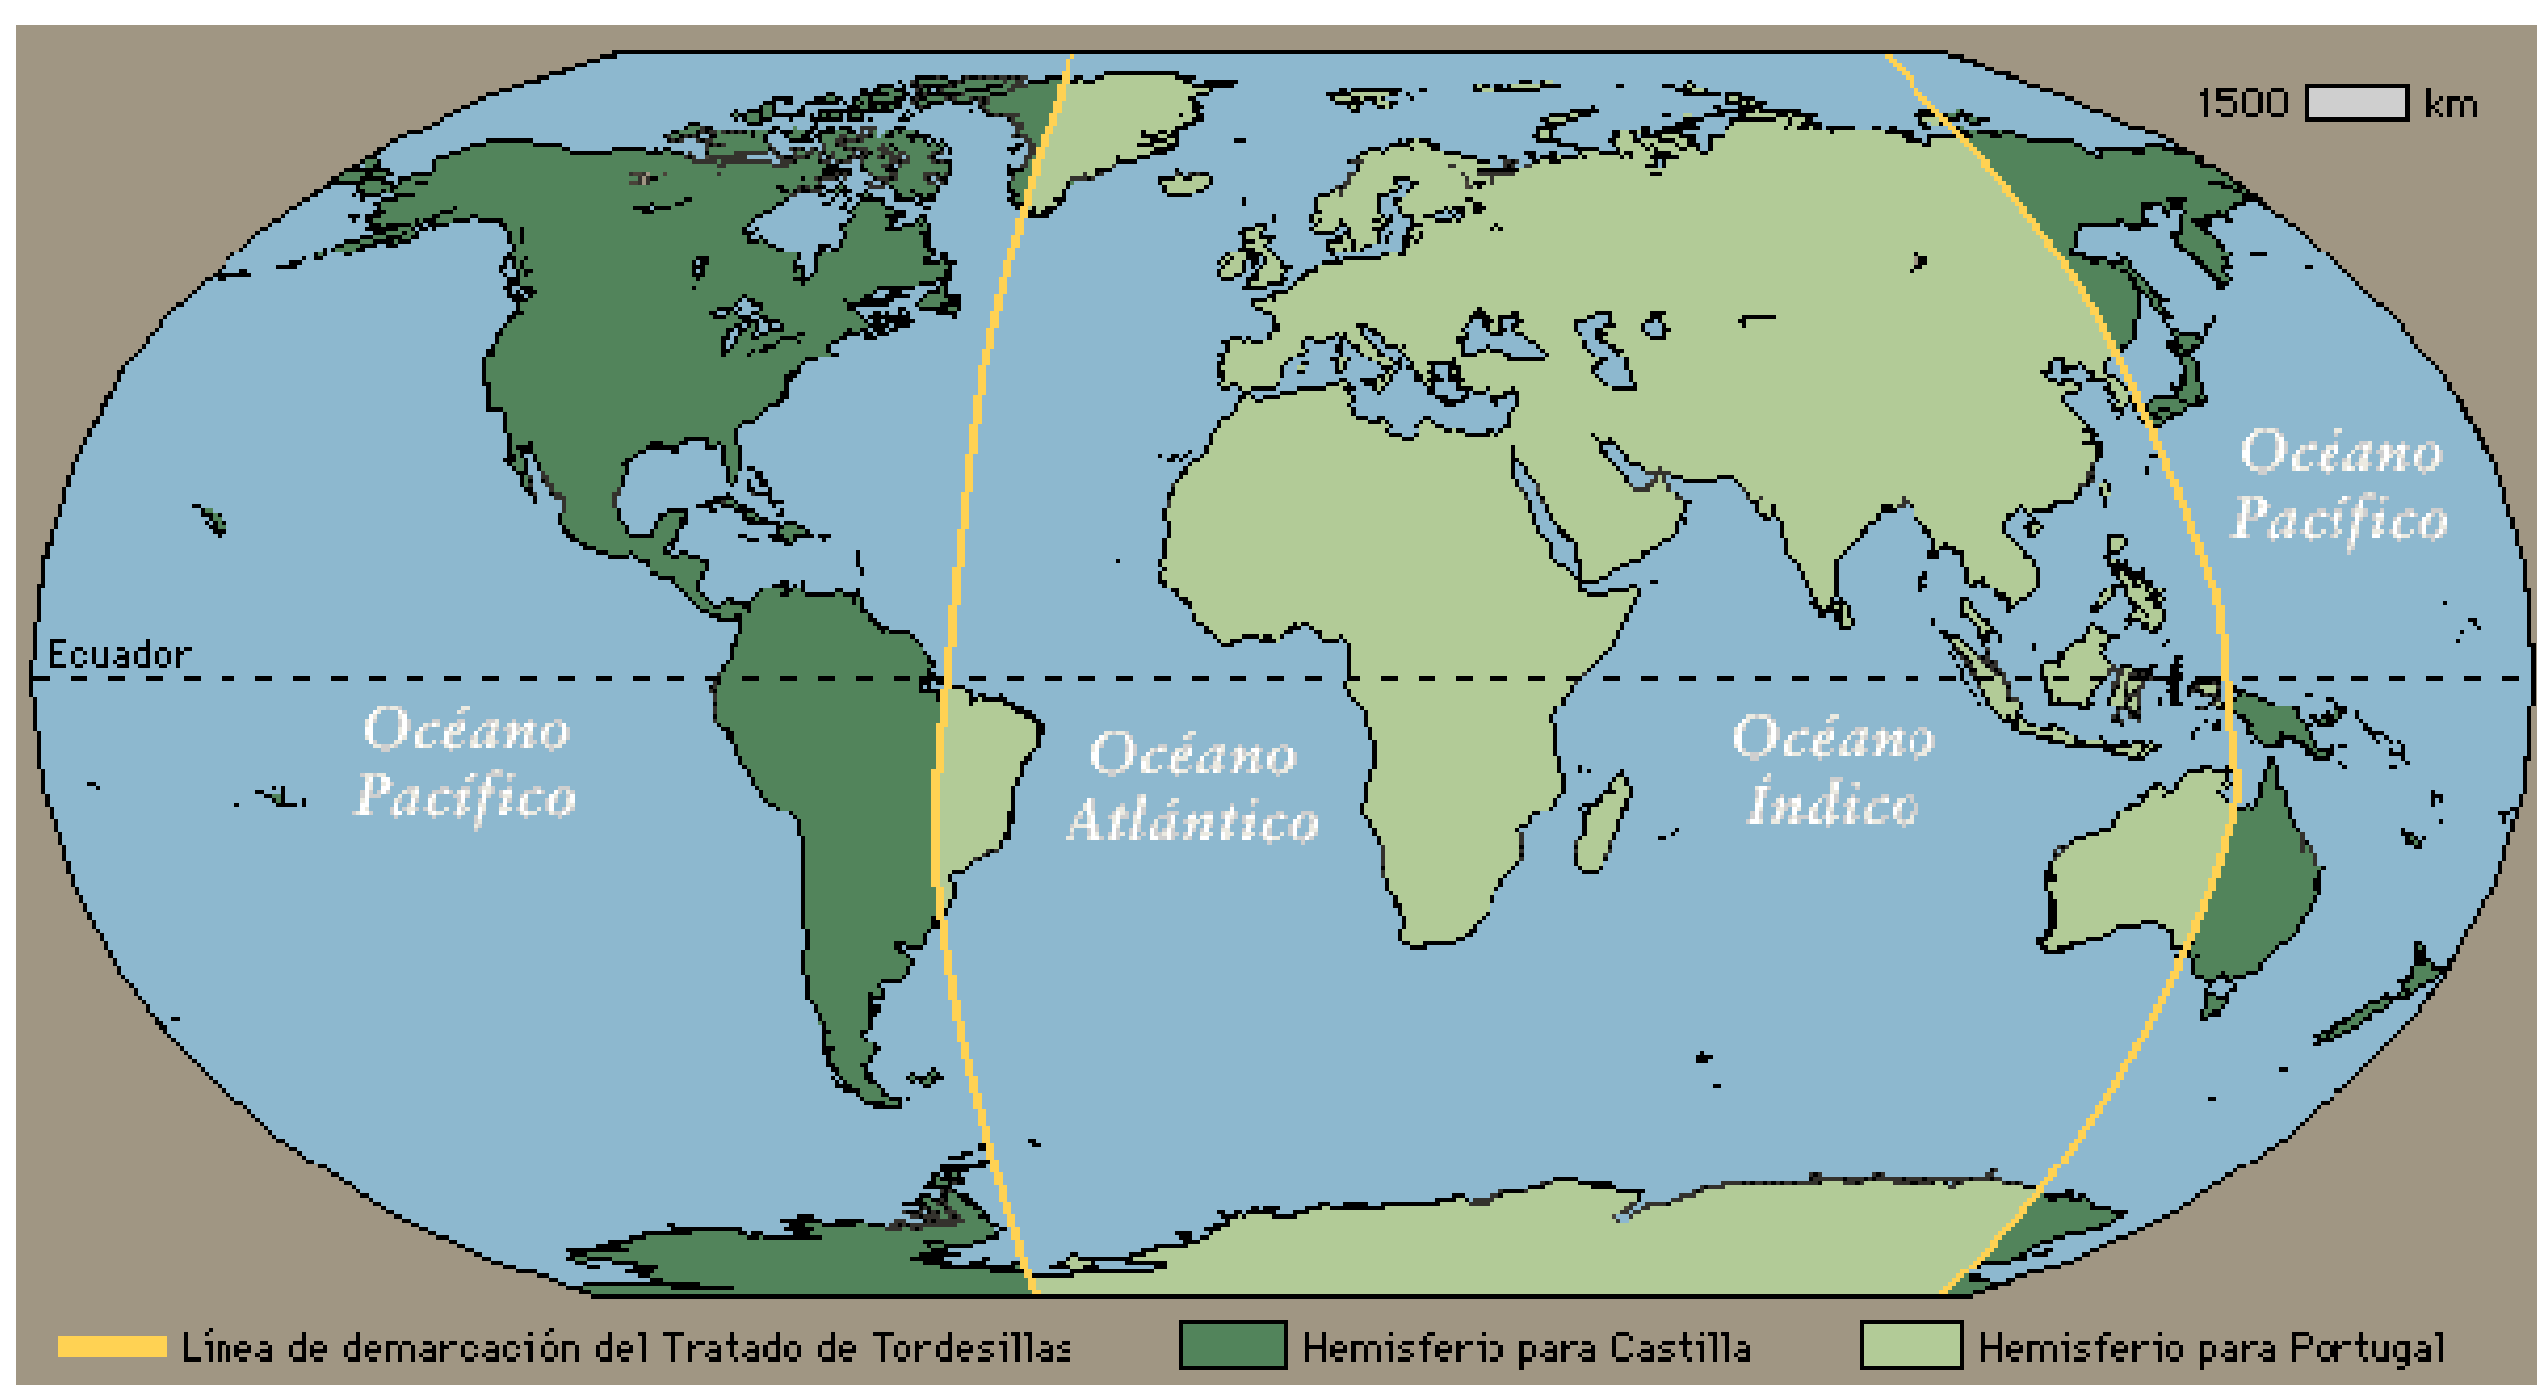 1500 km
Océano
Pacífico
Ecuador
Océano
Pacífico
Océano
Atlántico
Océano
Índico
Línea de demarcación del Tratado de Tordesillas
Hemisferio para Castilla
Hemisferio para Portugal